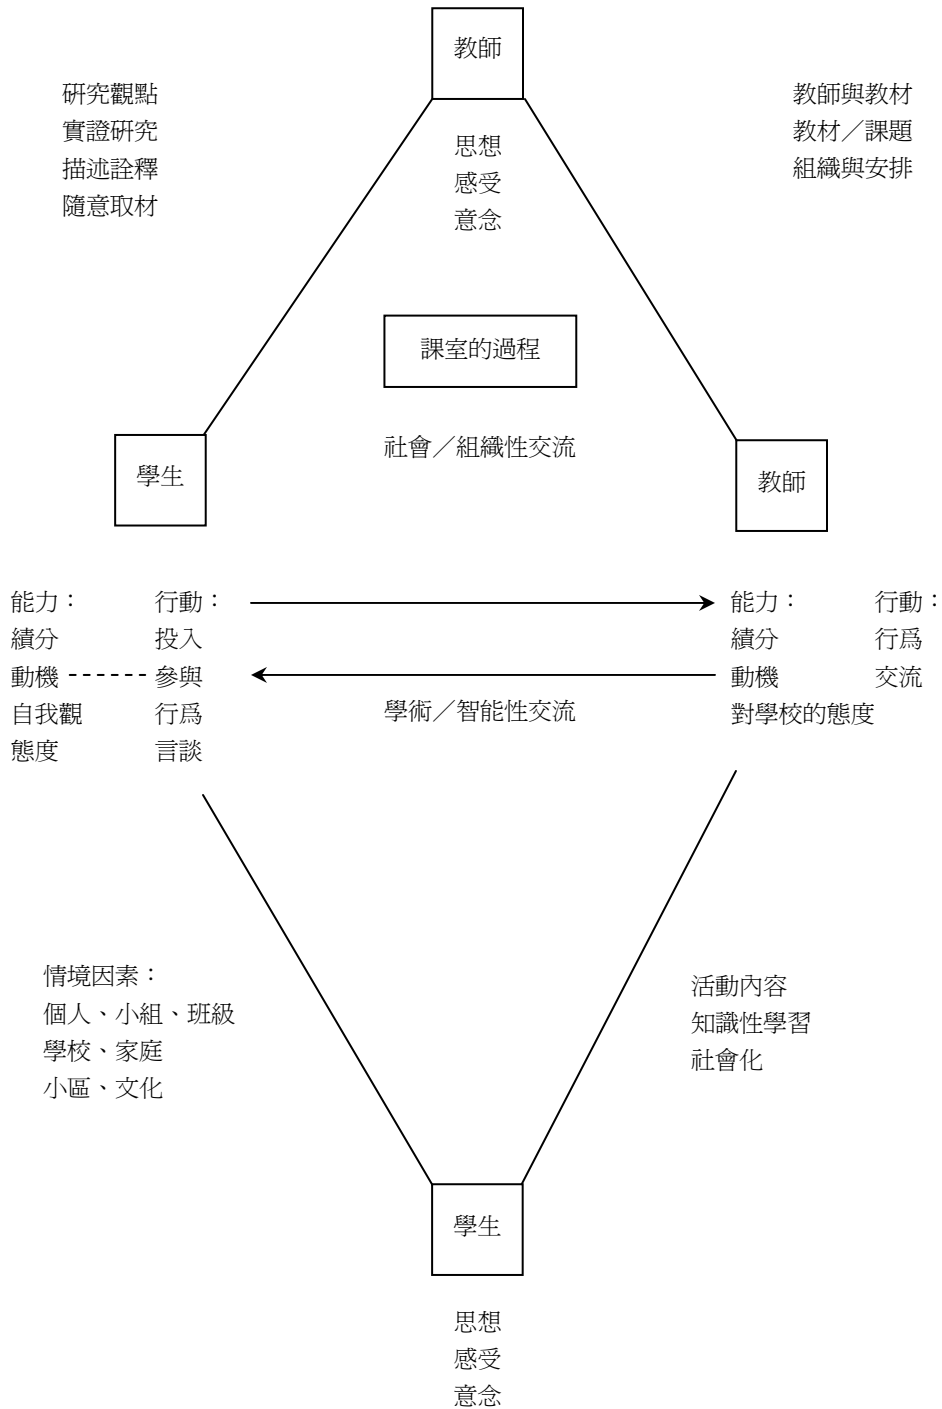 教師
研究觀點
實證研究
描述詮釋
隨意取材
教師與教材
教材／課題
組織與安排
思想
感受
意念
課室的過程
社會／組織性交流
學生
教師
能力：
績分
動機
自我觀
態度
行動：
投入
參與
行爲
言談
學術／智能性交流
能力：
績分
動機
對學校的態度
行動：
行爲
交流
情境因素：
個人、小組、班級
學校、家庭
小區、文化
活動內容
知識性學習
社會化
學生
思想
感受
意念